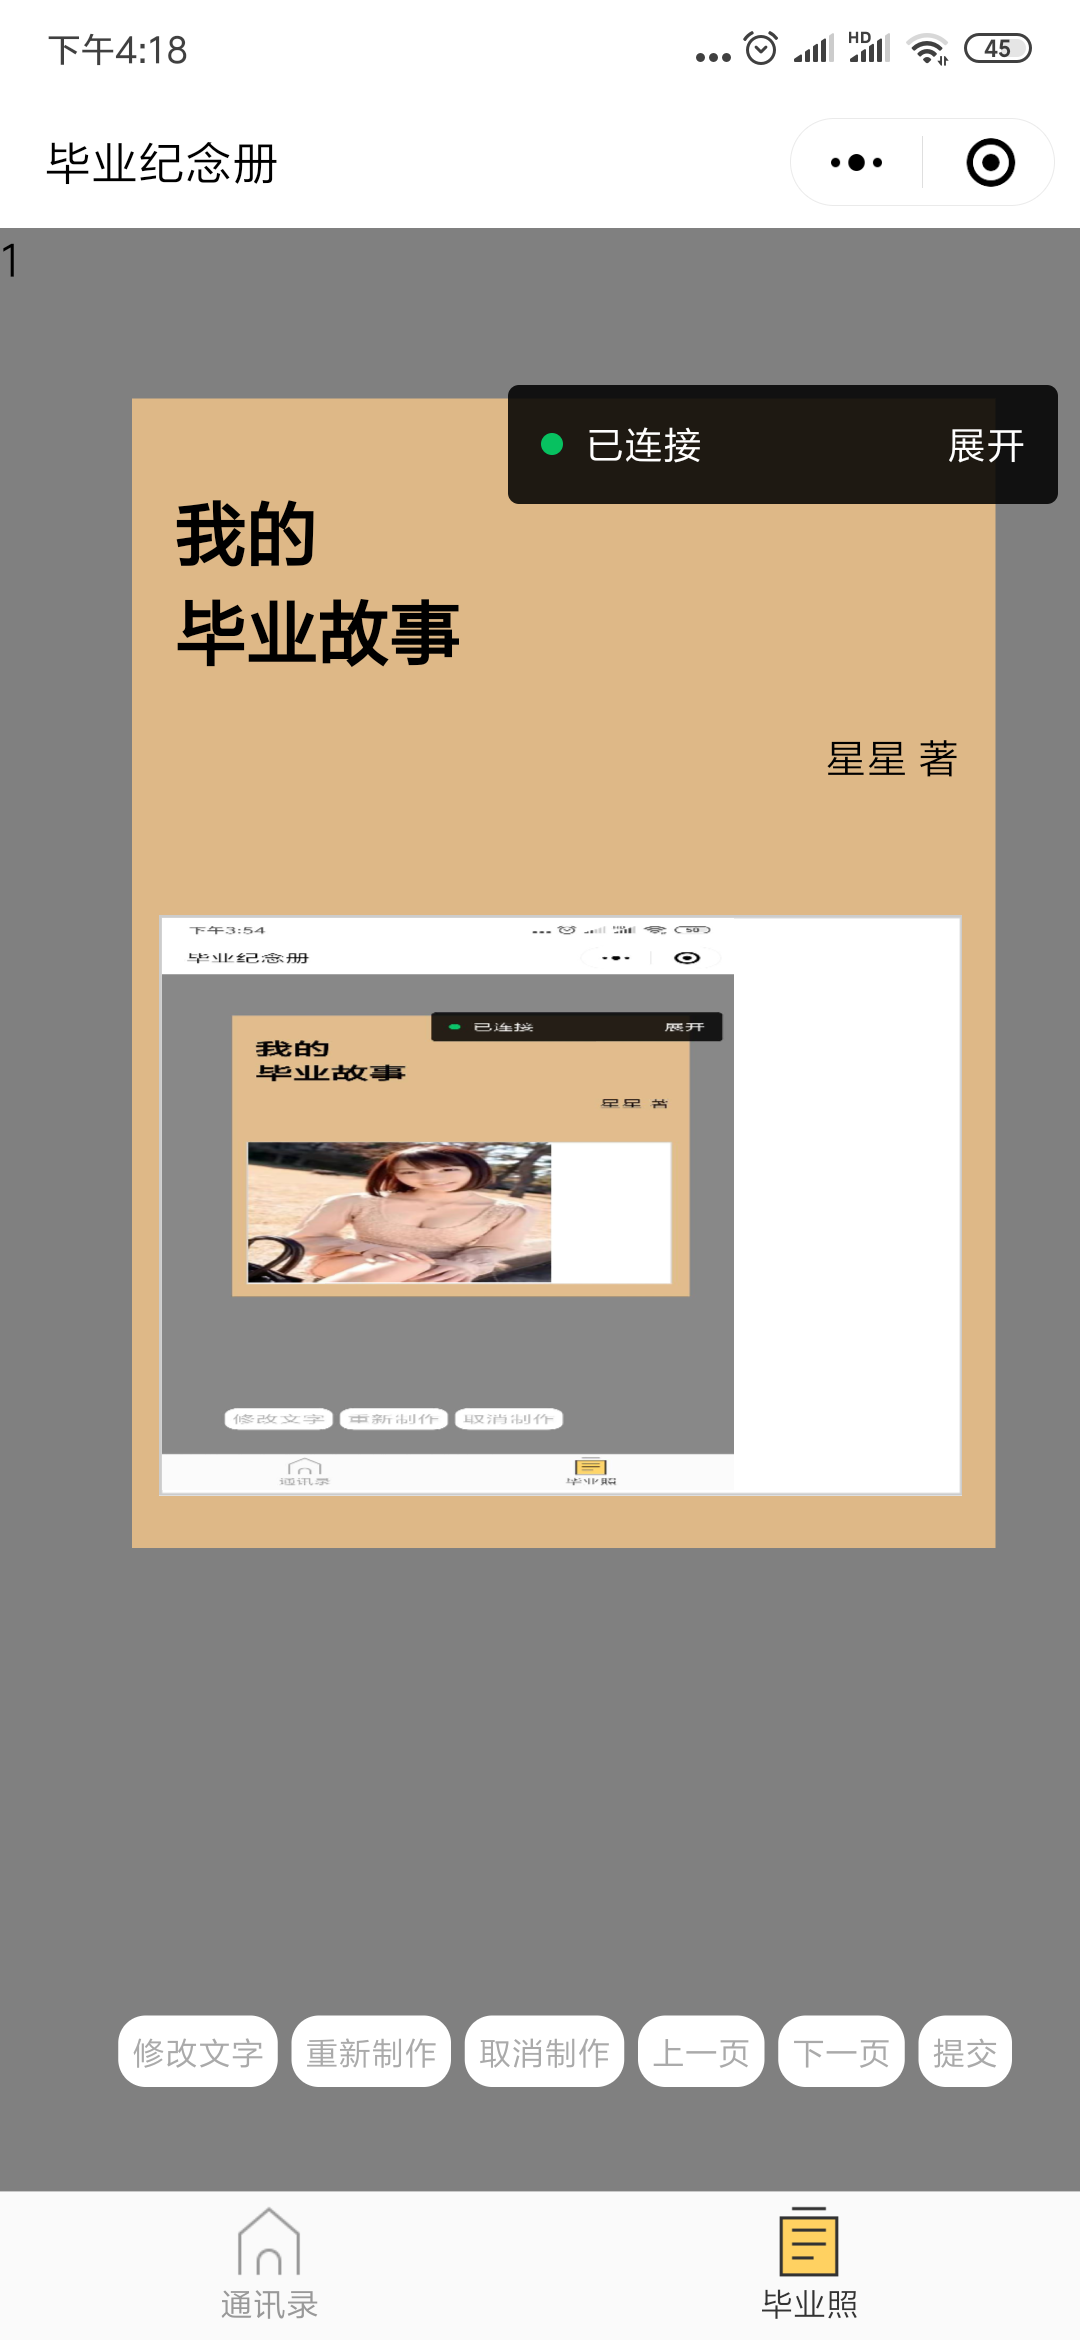 下午4:18
HD
45
毕业纪念册
1
已连接 展开
我的
毕业故事
星星 著
下午3:54
50
毕业纪念册
已连接 展开
我的
毕业故事
星星 著
修改文字 重新制作 取消制作
通讯录 毕业照
修改文字 重新制作 取消制作 上一页 下一页 提交
通讯录 毕业照